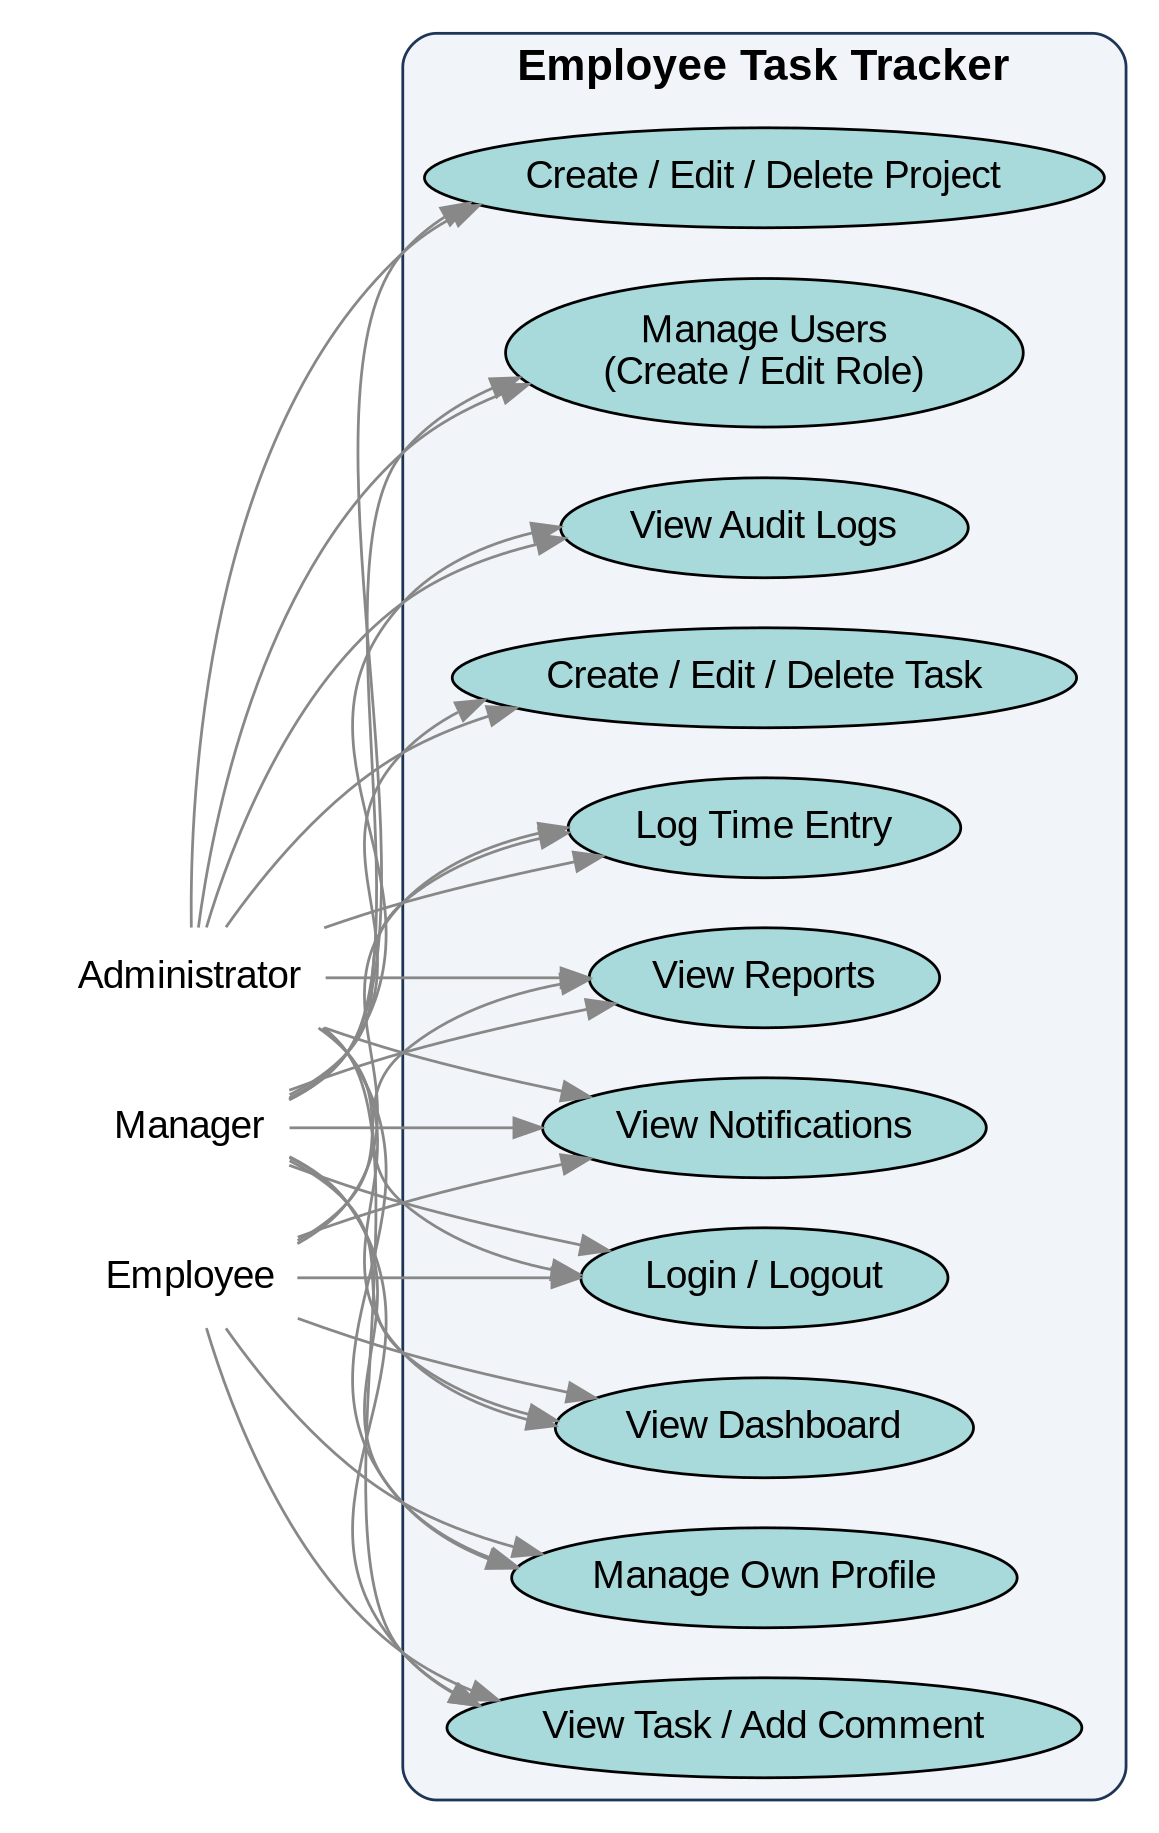 Employee Task Tracker
Create / Edit / Delete Project
Manage Users
(Create / Edit Role)
View Audit Logs
Create / Edit / Delete Task
Log Time Entry
Administrator
View Reports
Manager
View Notifications
Employee
Login / Logout
View Dashboard
Manage Own Profile
View Task / Add Comment